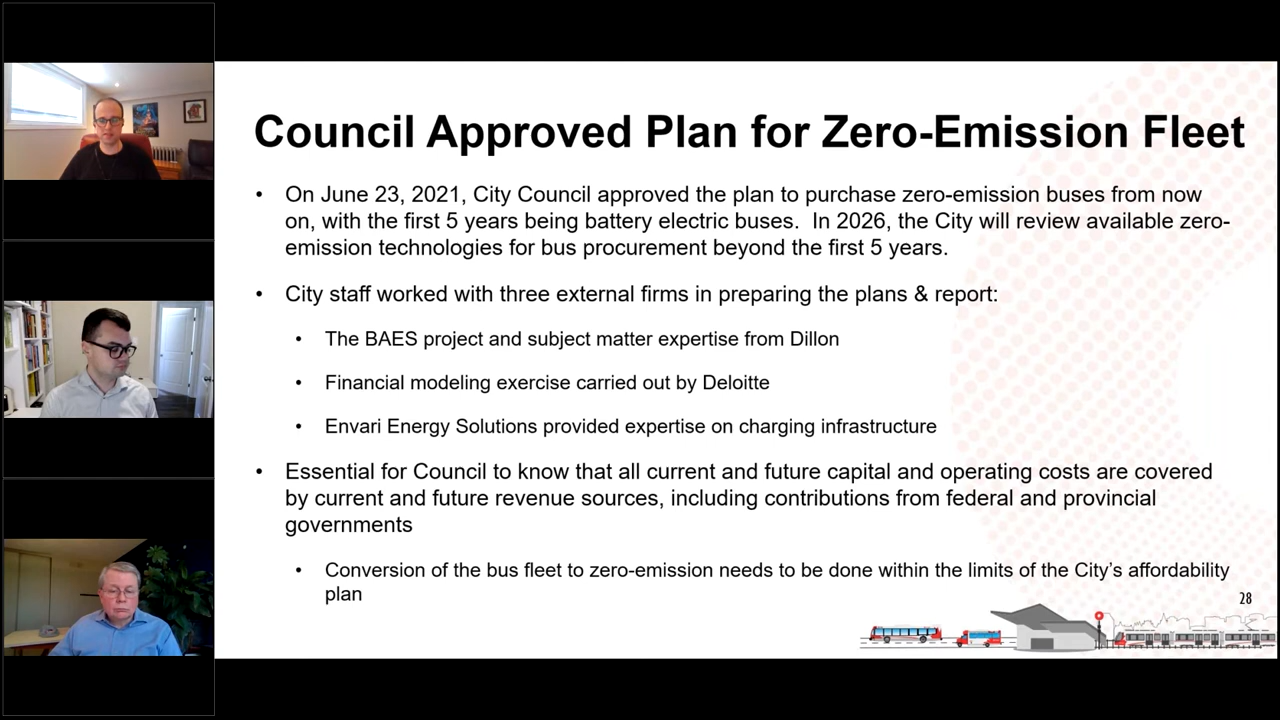 Council Approved Plan for Zero-Emission Fleet
• On June 23, 2021, City Council approved the plan to purchase zero-emission buses from now
on, with the first 5 years being battery electric buses.  In 2026, the City will review available zero-
emission technologies for bus procurement beyond the first 5 years.
• City staff worked with three external firms in preparing the plans & report:
• The BAES project and subject matter expertise from Dillon
• Financial modeling exercise carried out by Deloitte
• Envari Energy Solutions provided expertise on charging infrastructure
• Essential for Council to know that all current and future capital and operating costs are covered
by current and future revenue sources, including contributions from federal and provincial
governments
• Conversion of the bus fleet to zero-emission needs to be done within the limits of the City’s affordability
plan
28